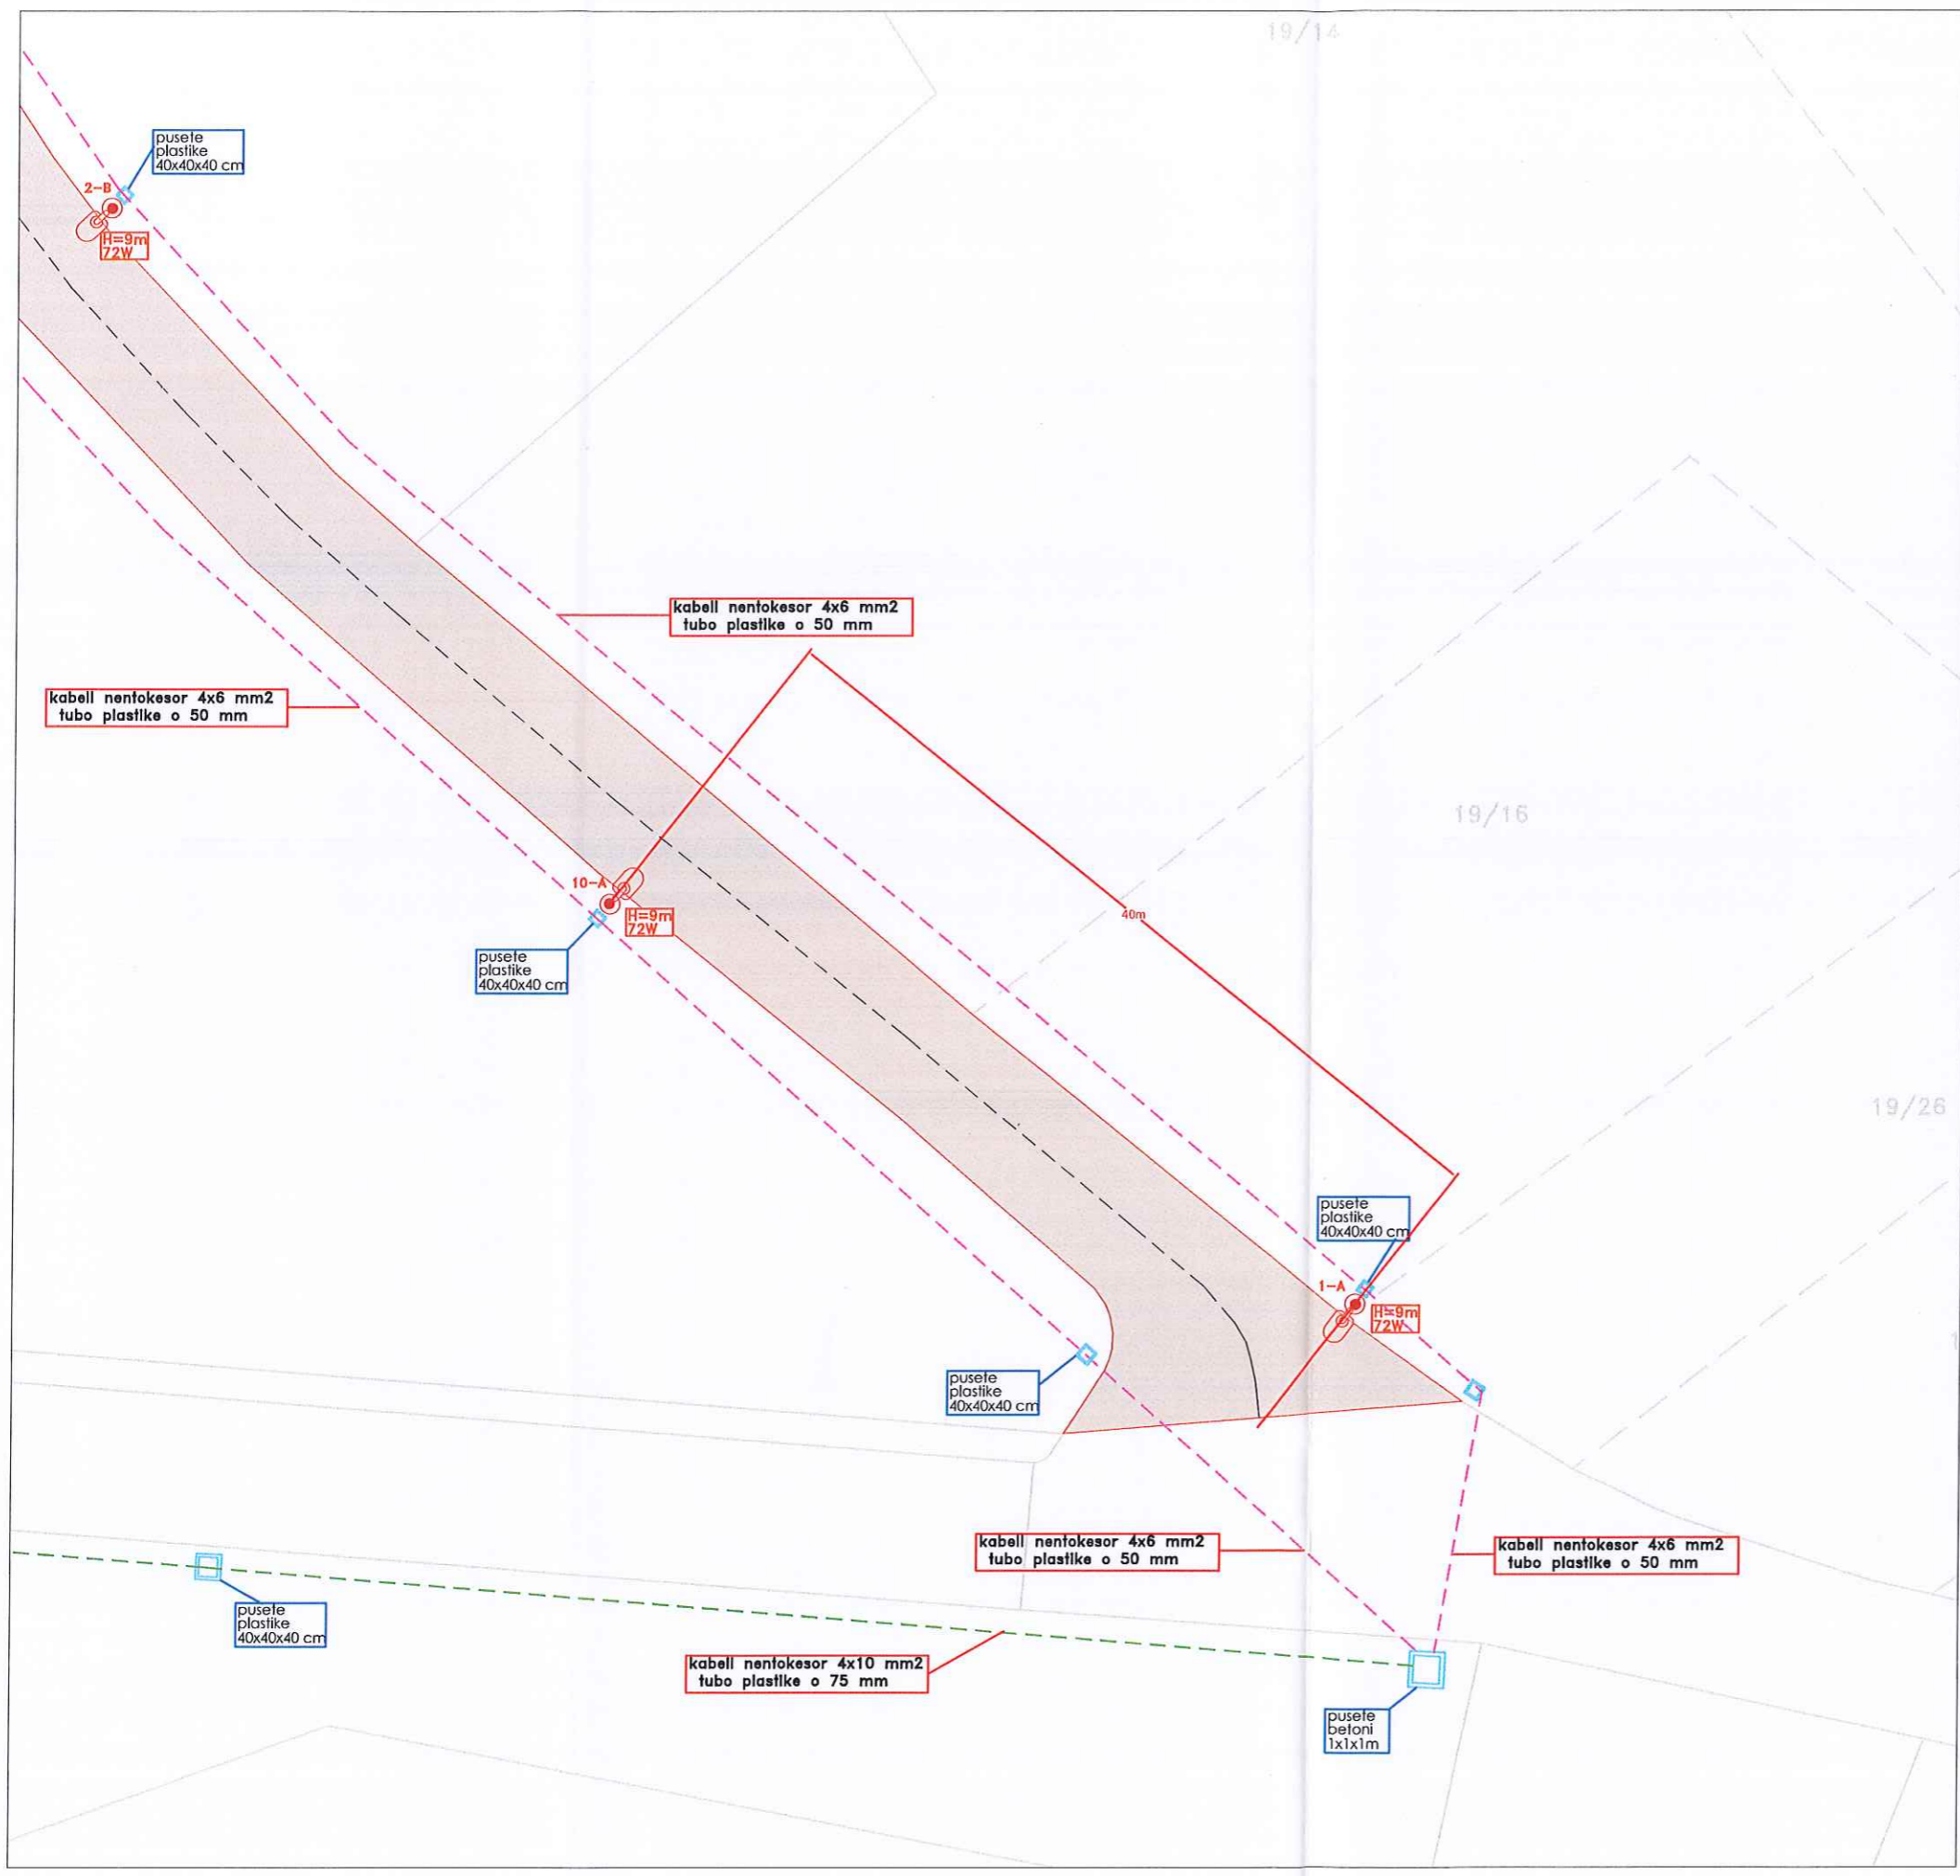 19/14
pusete
plastike
40x40x40 cm
2-B
H=9m
72W
kabell nentokesor 4x6 mm2
tubo plastike o 50 mm
kabell nentokesor 4x6 mm2
tubo plastike o 50 mm
19/16
10-A
H=9m
72W
40m
pusete
plastike
40x40x40 cm
19/26
pusete
plastike
40x40x40 cm
1-A
H=9m
72W
pusete
plastike
40x40x40 cm
kabell nentokesor 4x6 mm2
tubo plastike o 50 mm
kabell nentokesor 4x6 mm2
tubo plastike o 50 mm
pusete
plastike
40x40x40 cm
kabell nentokesor 4x10 mm2
tubo plastike o 75 mm
pusete
betoni
1x1x1m